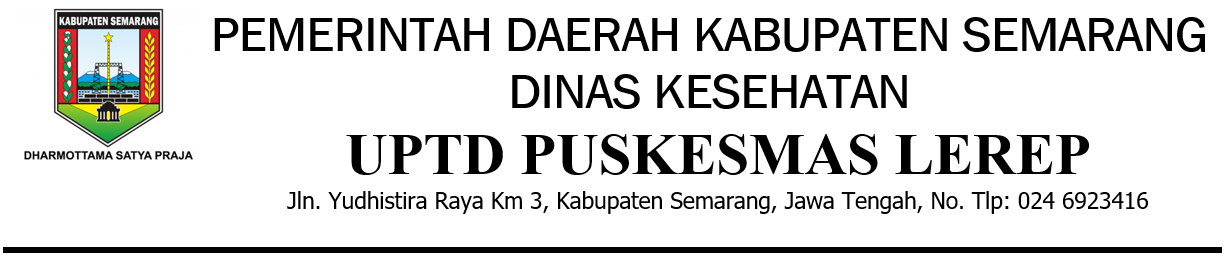 KABUPATEN SEMARANG
DHARMOTTAMA SATYA PRAJA
PEMERINTAH DAERAH KABUPATEN SEMARANG
DINAS KESEHATAN
UPTD PUSKESMAS LEREP
Jln. Yudhistira Raya Km 3, Kabupaten Semarang, Jawa Tengah, No. Tlp: 024 6923416